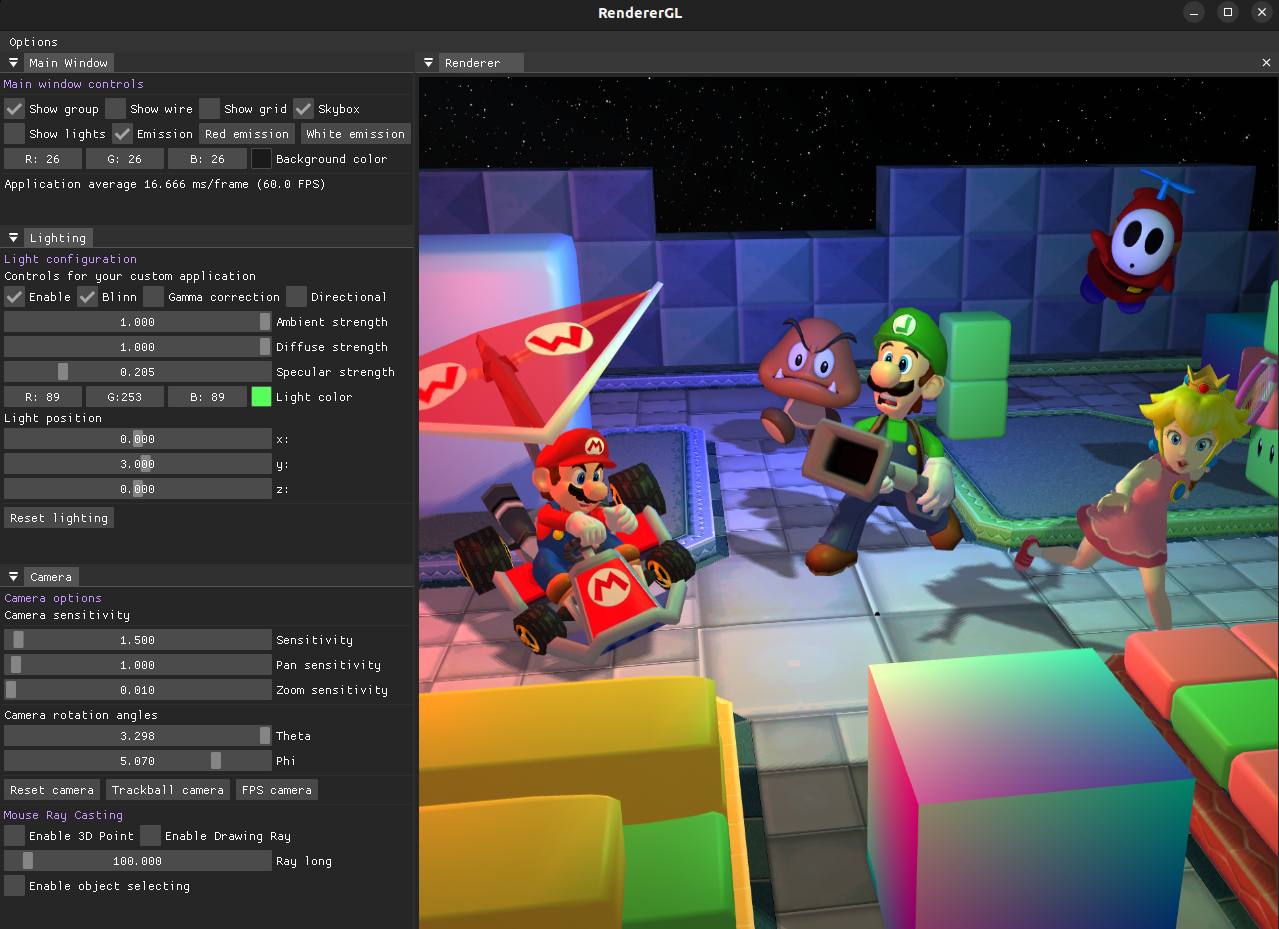 RendererGL
Options
Main Window
Main window controls
Show group Show wire Show grid Skybox
Show lights Emission Red emission White emission
R: 26 G: 26 B: 26 Background color
Application average 16.666 ms/frame (60.0 FPS)
Lighting
Light configuration
Controls for your custom application
Enable Blinn Gamma correction Directional
1.000 Ambient strength
1.000 Diffuse strength
0.205 Specular strength
R: 89 G:253 B: 89 Light color
Light position
0.000 x:
3.000 y:
0.000 z:
Reset lighting
Camera
Camera options
Camera sensitivity
1.500 Sensitivity
1.000 Pan sensitivity
0.010 Zoom sensitivity
Camera rotation angles
3.298 Theta
5.070 Phi
Reset camera Trackball camera FPS camera
Mouse Ray Casting
Enable 3D Point Enable Drawing Ray
100.000 Ray long
Enable object selecting
Renderer
M
M
M
M
L